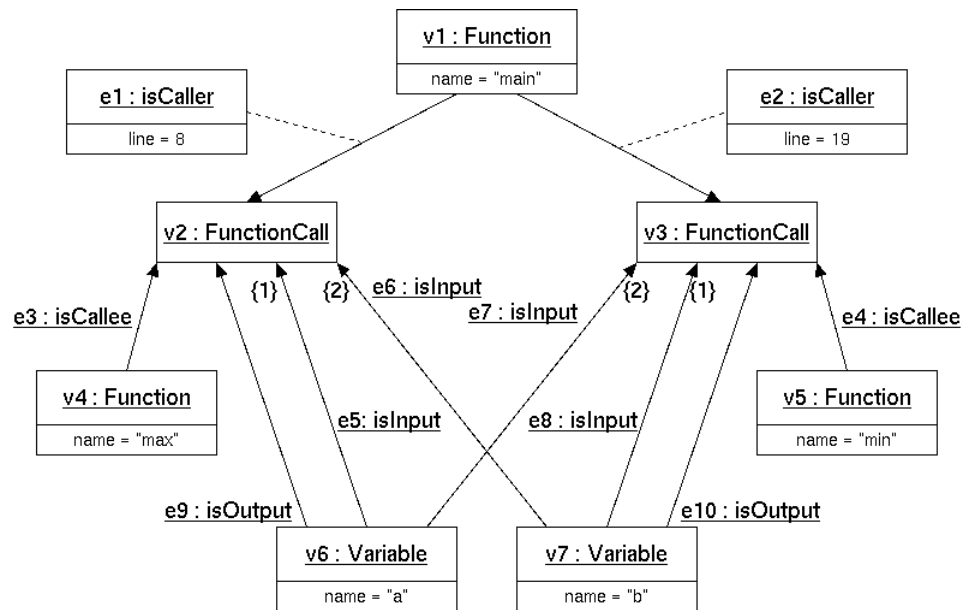 v1 : Function
name = "main"
e1 : isCaller
line = 8
e2 : isCaller
line = 19
v2 : FunctionCall
v3 : FunctionCall
{1}
{2}
e6 : isInput
{2}
{1}
e7 : isInput
e3 : isCallee
e4 : isCallee
v4 : Function
name = "max"
v5 : Function
name = "min"
e5: isInput
e8 : isInput
e9 : isOutput
e10 : isOutput
v6 : Variable
name = "a"
v7 : Variable
name = "b"